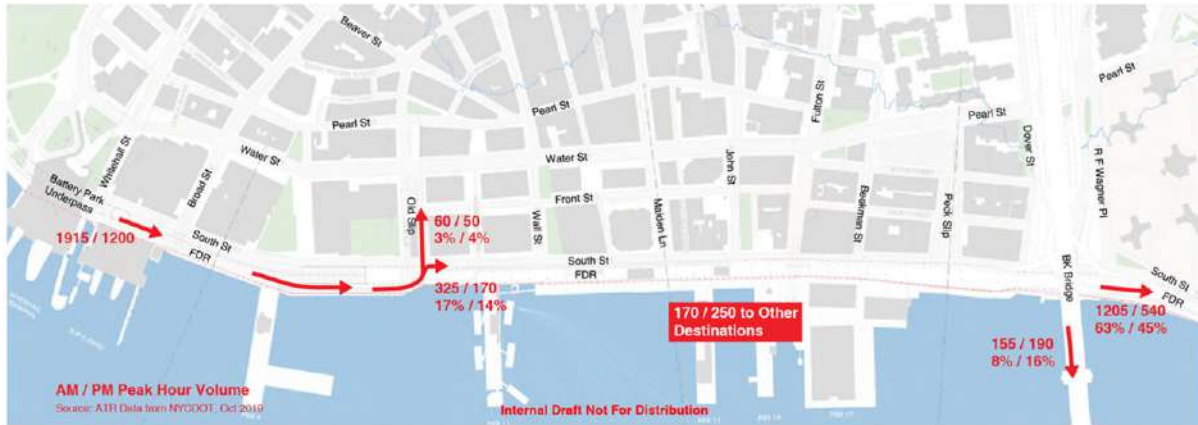 Beaver St
Pearl St
Pearl St
Pearl St
Pearl St
Fulton St
Dover St
R F Wagner Pl
Whitehall St
Water St
Water St
John St
Broad St
Battery Park
Underpass
Old Slip
60 / 50
3% / 4%
Front St
Wall St
Maiden Ln
Beekman St
Peck Slip
1915 / 1200
South St
FDR
South St
FDR
325 / 170
17% / 14%
BK Bridge
South St
FDR
170 / 250 to Other
Destinations
1205 / 540
63% / 45%
155 / 190
8% / 16%
AM / PM Peak Hour Volume
Source: ATR Data from NYCDOT, Oct 2019
Internal Draft Not For Distribution